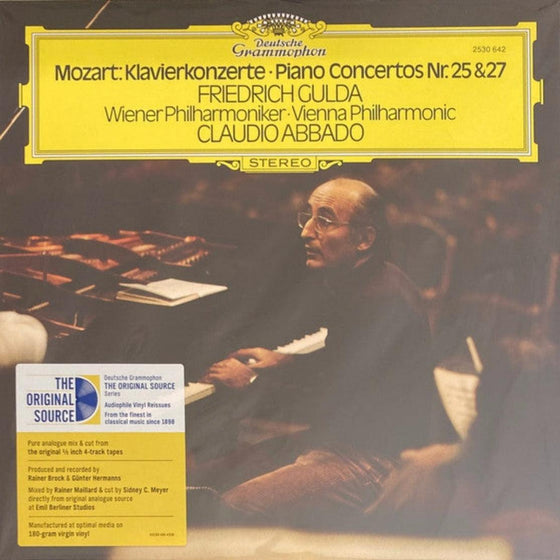 Deutsche
Grammophon
2530 642
Mozart: Klavierkonzerte · Piano Concertos Nr. 25 & 27
FRIEDRICH GULDA
Wiener Philharmoniker · Vienna Philharmonic
CLAUDIO ABBADO
STEREO
THE
ORIGINAL
SOURCE
Deutsche Grammophon
THE ORIGINAL SOURCE
Series
Audiophile Vinyl Reissues
From the finest in
classical music since 1898
Pure analogue mix & cut from
the original ½ inch 4-track tapes
Produced and recorded by
Rainer Brock & Günter Hermanns
Mixed by Rainer Maillard & cut by Sidney C. Meyer
directly from original analogue source
at Emil Berliner Studios
Manufactured at optimal media on
180-gram virgin vinyl